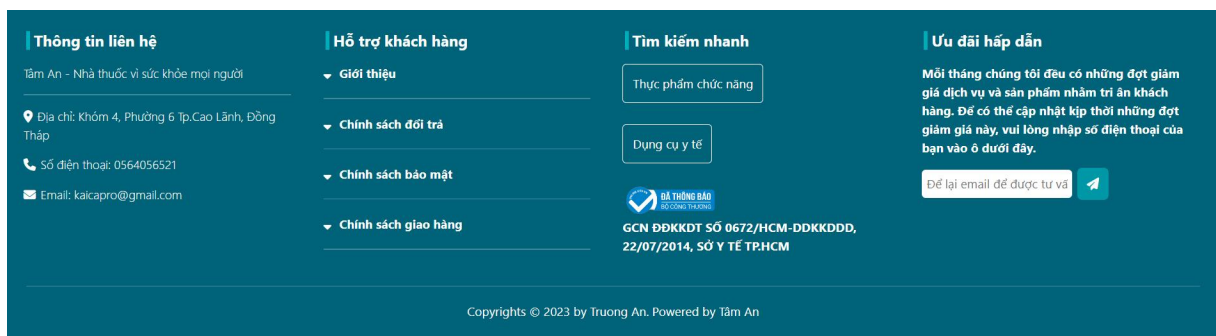 Thông tin liên hệ
Tâm An - Nhà thuốc vì sức khỏe mọi người
Địa chỉ: Khóm 4, Phường 6 Tp.Cao Lãnh, Đồng
Tháp
Số điện thoại: 0564056521
Email: kaicapro@gmail.com
Hỗ trợ khách hàng
Giới thiệu
Chính sách đổi trả
Chính sách bảo mật
Chính sách giao hàng
Tìm kiếm nhanh
Thực phẩm chức năng
Dụng cụ y tế
ĐÃ THÔNG BÁO
BỘ CÔNG THƯƠNG
GCN ĐĐKKDT SỐ 0672/HCM-DDKKDDD,
22/07/2014, SỞ Y TẾ TP.HCM
Ưu đãi hấp dẫn
Mỗi tháng chúng tôi đều có những đợt giảm
giá dịch vụ và sản phẩm nhằm tri ân khách
hàng. Để có thể cập nhật kịp thời những đợt
giảm giá này, vui lòng nhập số điện thoại của
bạn vào ô dưới đây.
Để lại email để được tư vấ
Copyrights © 2023 by Truong An. Powered by Tâm An